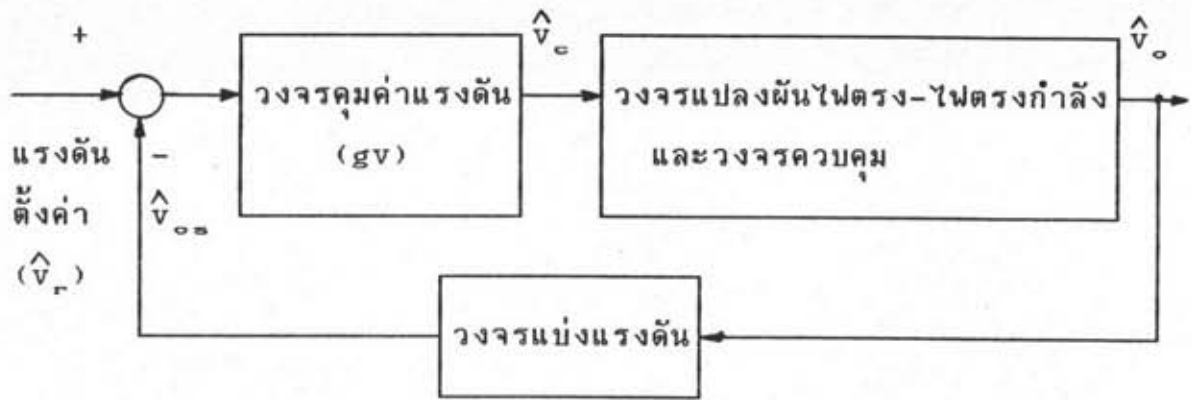 +
v̂c
v̂o
วงจรคุมค่าแรงดัน
(gv)
วงจรแปลงผันไฟตรง-ไฟตรงกำลัง
และวงจรควบคุม
แรงดัน
ตั้งค่า
(v̂r)
-
v̂os
วงจรแบ่งแรงดัน